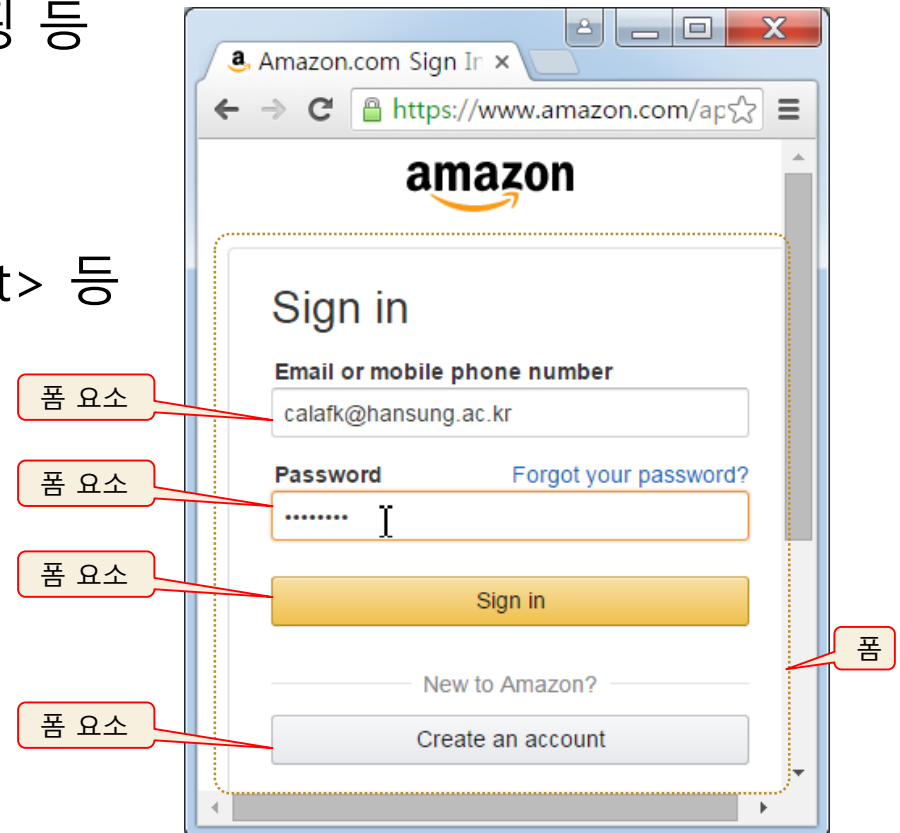 등
Amazon.com Sign In
https://www.amazon.com/ap
amazon
t> 등
Sign in
Email or mobile phone number
폼 요소
calafk@hansung.ac.kr
Password Forgot your password?
폼 요소
••••••••
폼 요소
Sign in
폼
New to Amazon?
폼 요소
Create an account